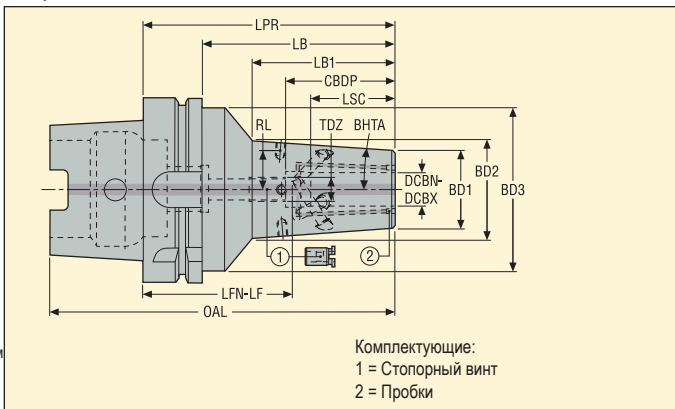 LPR
LB
LB1
CBDP
LSC
RL
TDZ
BHTA
DCBN-
DCBX
BD1
BD2
BD3
1
2
LFN-LF
OAL
м
Комплектующие:
1 = Стопорный винт
2 = Пробки